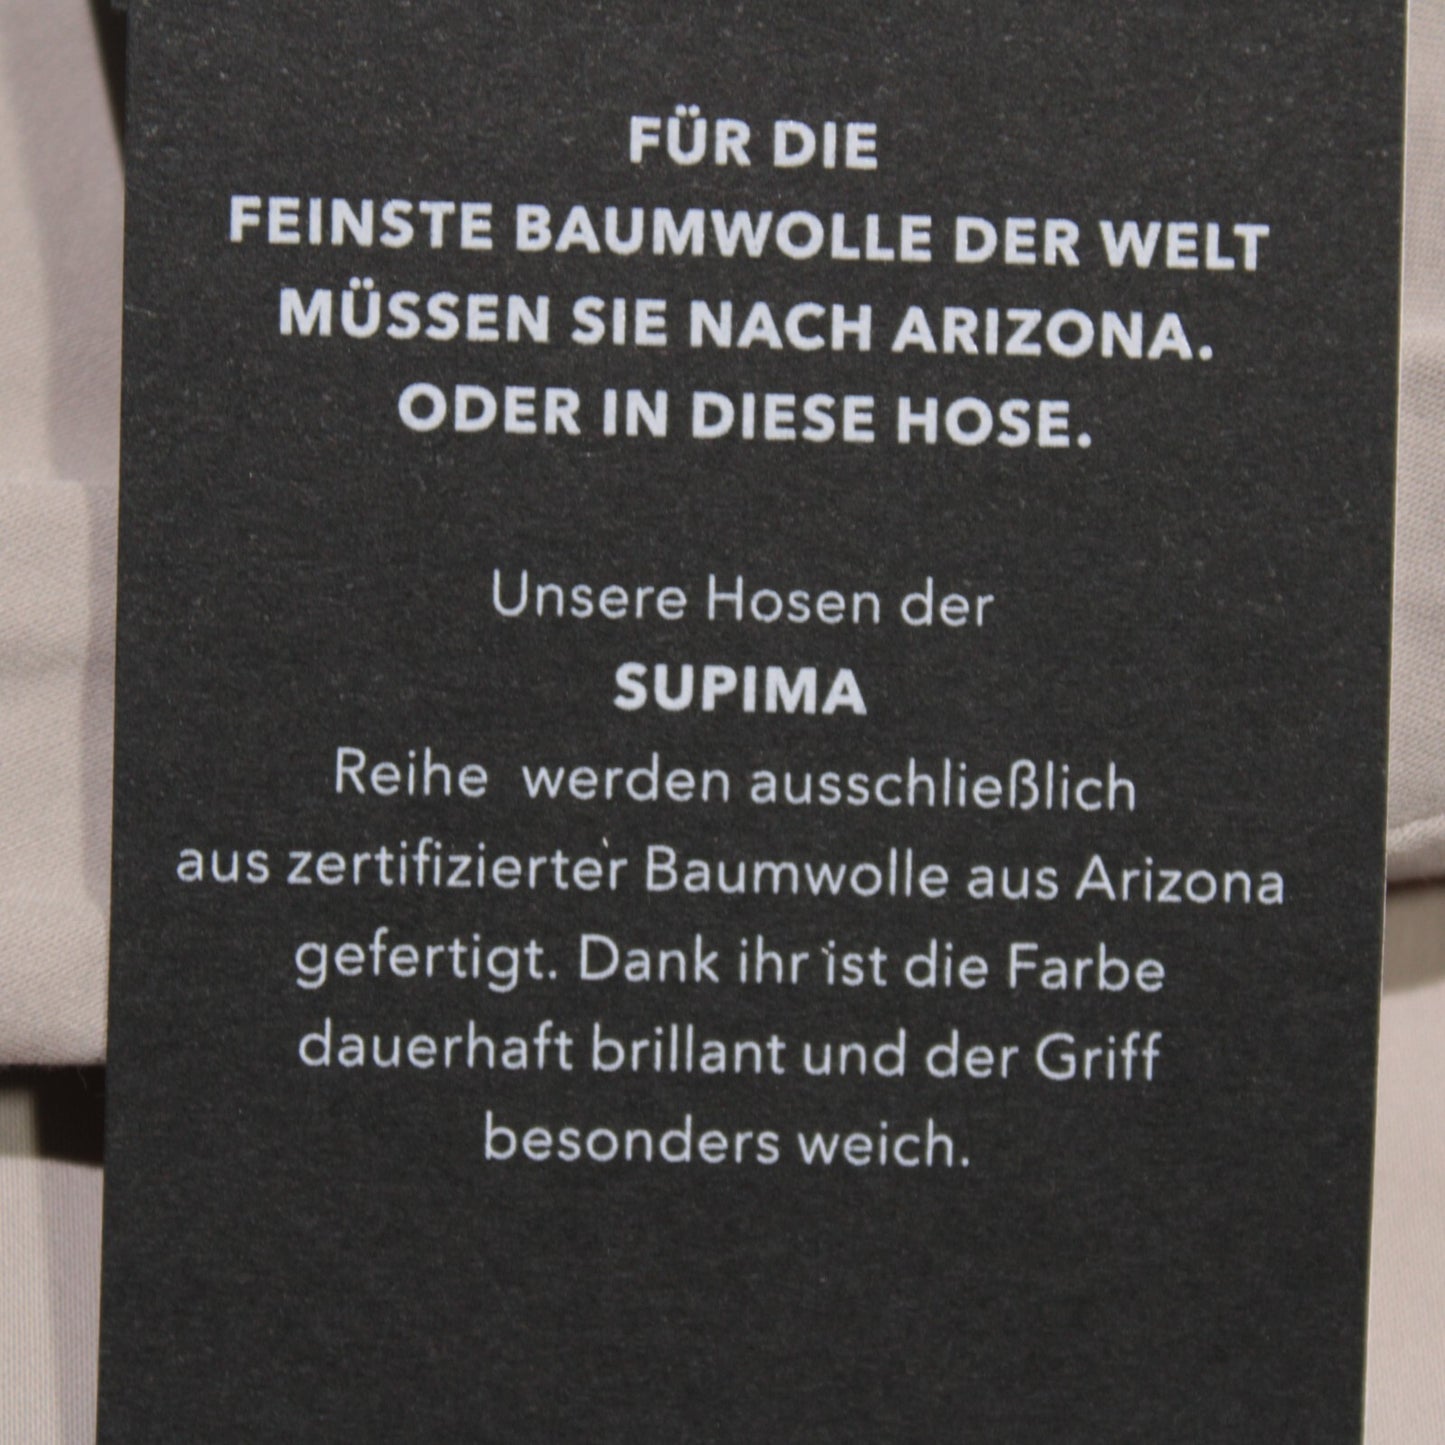 FÜR DIE
FEINSTE BAUMWOLLE DER WELT
MÜSSEN SIE NACH ARIZONA.
ODER IN DIESE HOSE.
Unsere Hosen der
SUPIMA
Reihe werden ausschließlich
aus zertifizierter Baumwolle aus Arizona
gefertigt. Dank ihr ist die Farbe
dauerhaft brillant und der Griff
besonders weich.